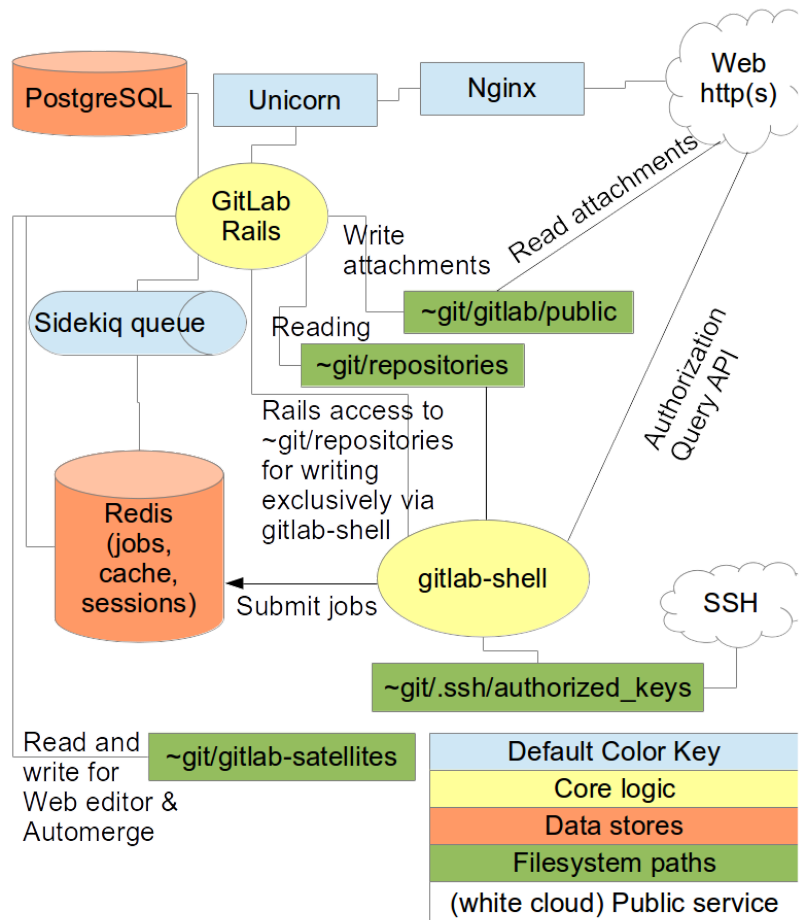 PostgreSQL
Unicorn
Nginx
Web
http(s)
GitLab
Rails
Write
attachments
Read attachments
~git/gitlab/public
Sidekiq queue
Reading
~git/repositories
Authorization
Query API
Rails access to
~git/repositories
for writing
exclusively via
gitlab-shell
Redis
(jobs,
cache,
sessions)
Submit jobs
gitlab-shell
SSH
~git/.ssh/authorized_keys
Read and
write for
Web editor &
Automerge
~git/gitlab-satellites
Default Color Key
Core logic
Data stores
Filesystem paths
(white cloud) Public service